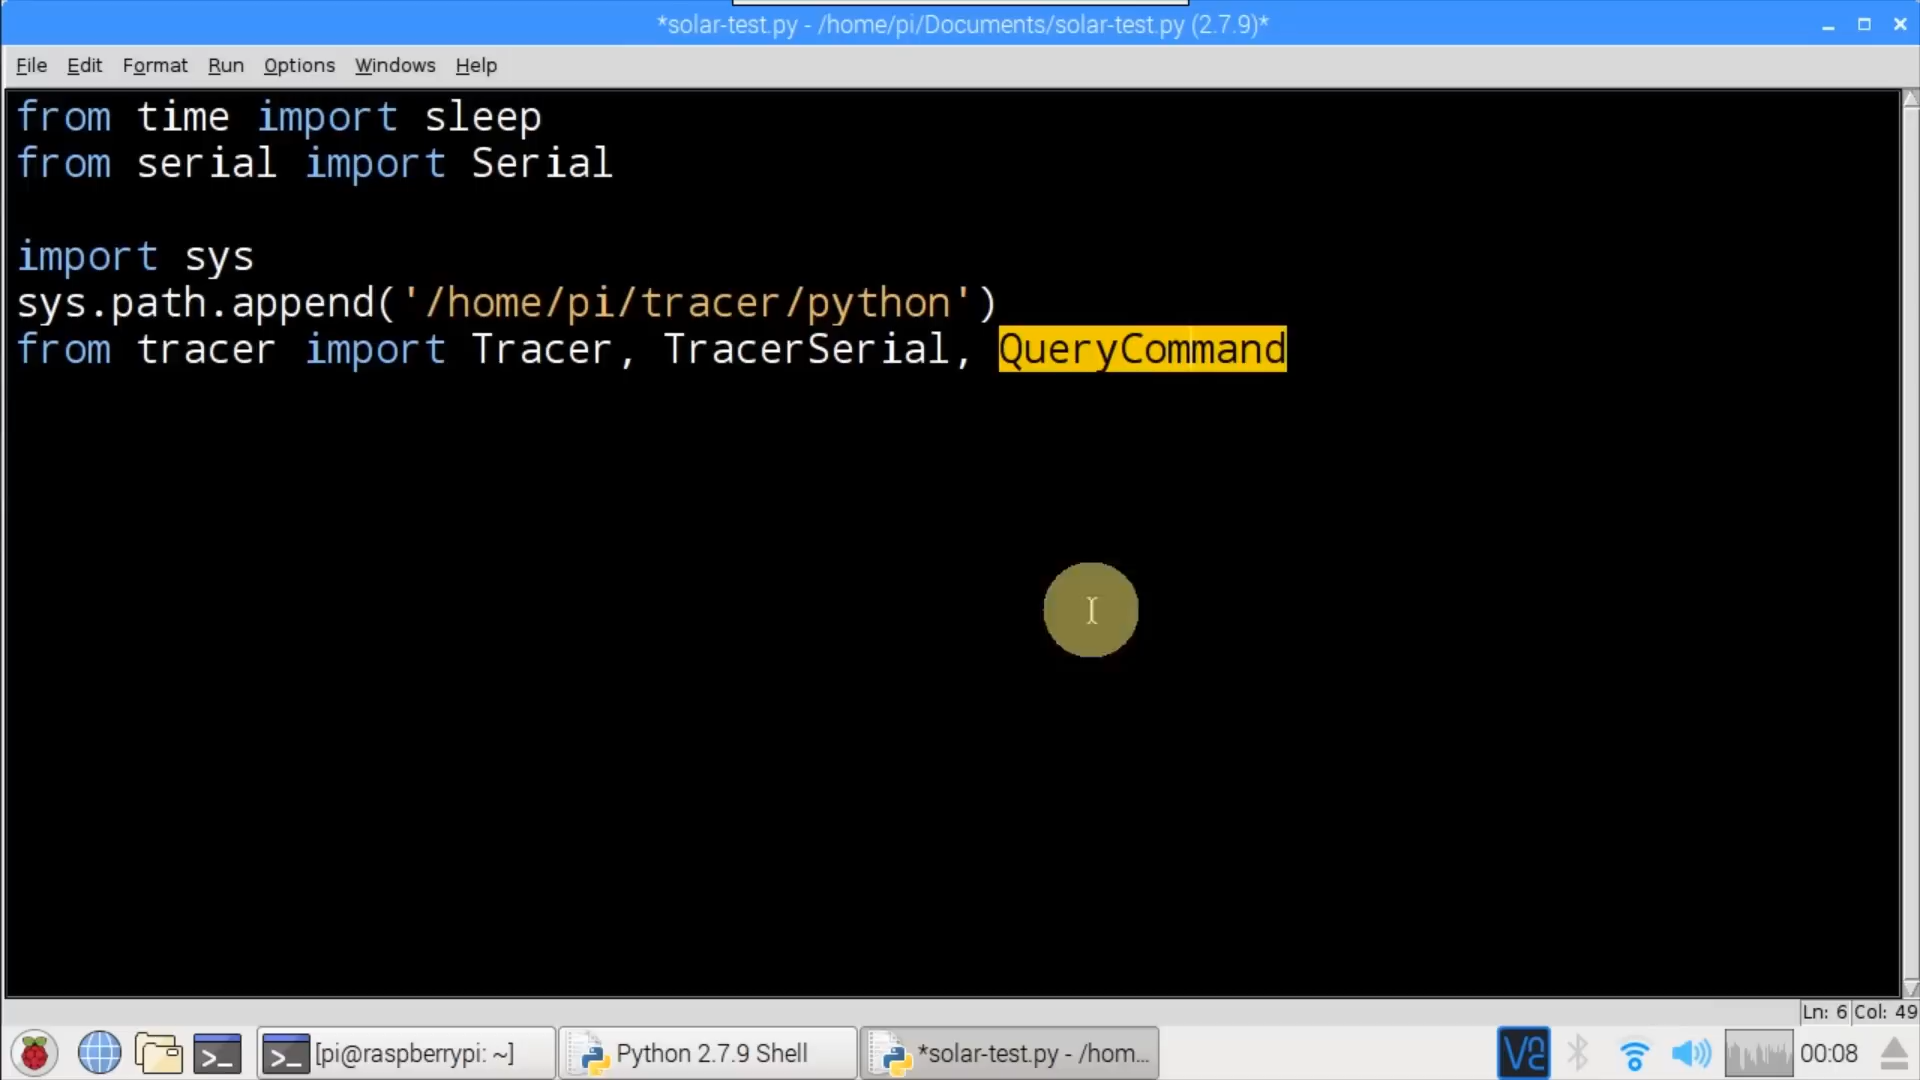 *solar-test.py - /home/pi/Documents/solar-test.py (2.7.9)*
File Edit Format Run Options Windows Help
from time import sleep
from serial import Serial
import sys
sys.path.append('/home/pi/tracer/python')
from tracer import Tracer, TracerSerial, QueryCommand
Ln: 6 Col: 49
[pi@raspberrypi: ~] Python 2.7.9 Shell *solar-test.py - /hom... 00:08